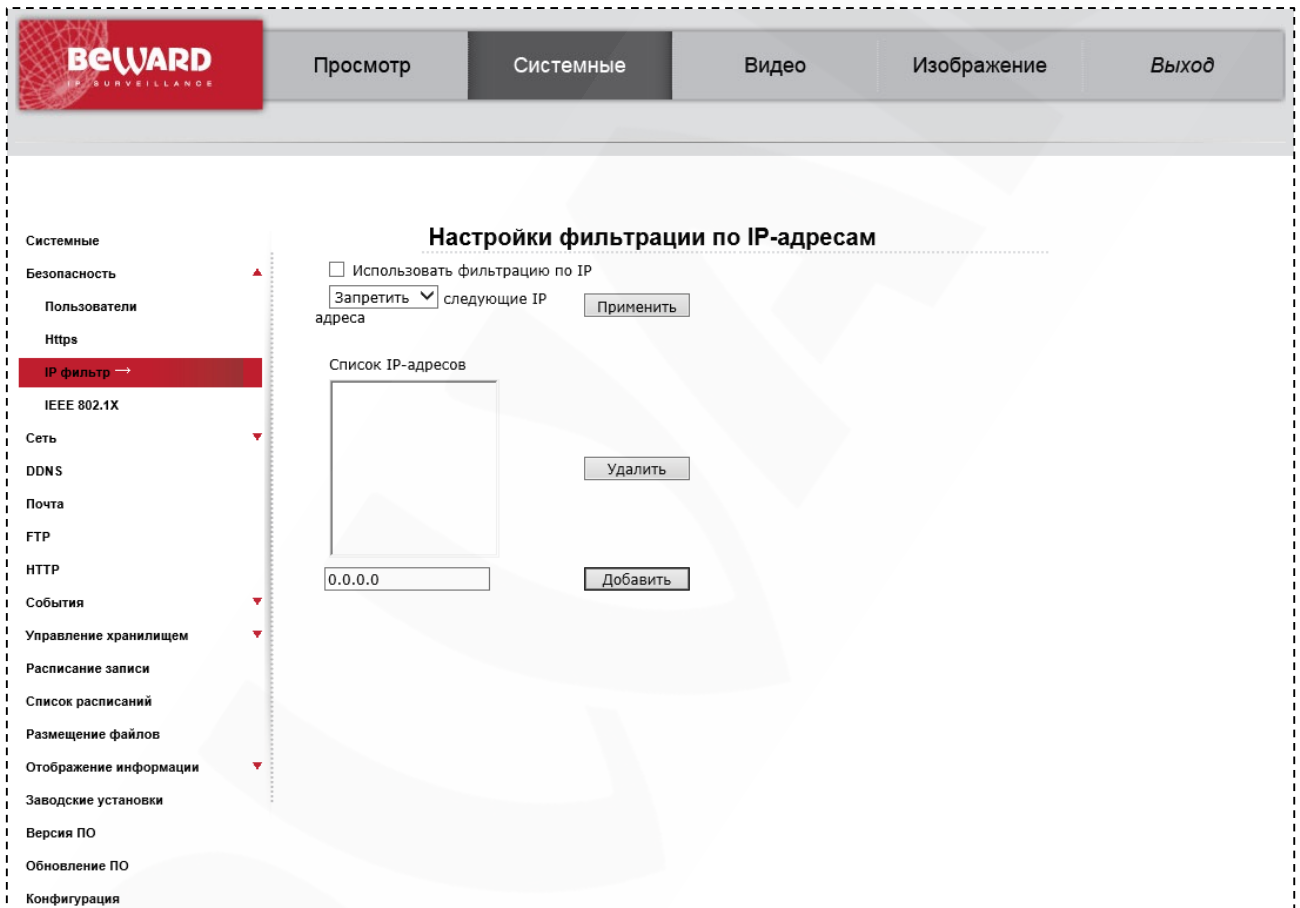 BEWARD
IP SURVEILLANCE
Просмотр
Системные
Видео
Изображение
Выход
Настройки фильтрации по IP-адресам
Системные
Безопасность
Пользователи
Https
IP фильтр →
IEEE 802.1X
Сеть
DDNS
Почта
FTP
HTTP
События
Управление хранилищем
Расписание записи
Список расписаний
Размещение файлов
Отображение информации
Заводские установки
Версия ПО
Обновление ПО
Конфигурация
Использовать фильтрацию по IP
Запретить следующие IP
адреса
Применить
Список IP-адресов
Удалить
0.0.0.0
Добавить